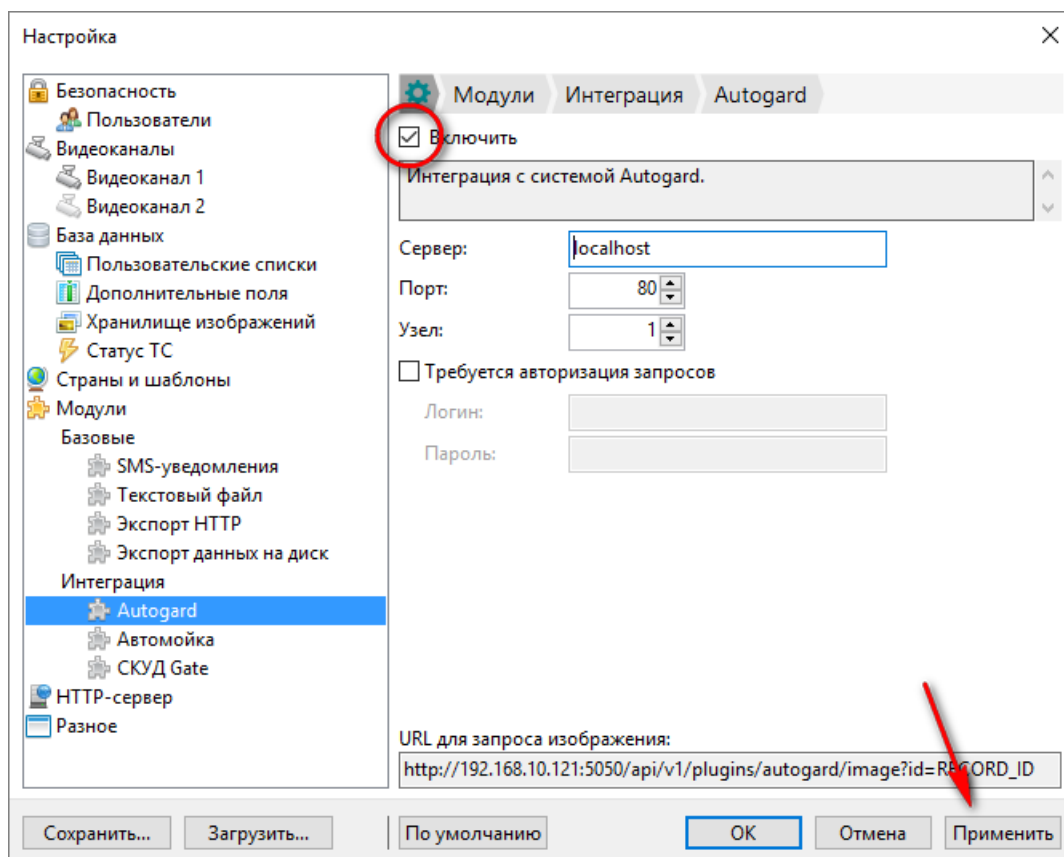 Настройка
Безопасность
Пользователи
Видеоканалы
Видеоканал 1
Видеоканал 2
База данных
Пользовательские списки
Дополнительные поля
Хранилище изображений
Статус ТС
Страны и шаблоны
Модули
Базовые
SMS-уведомления
Текстовый файл
Экспорт HTTP
Экспорт данных на диск
Интеграция
Autogard
Автомойка
СКУД Gate
HTTP-сервер
Разное
Модули Интеграция Autogard
Включить
Интеграция с системой Autogard.
Сервер: localhost
Порт: 80
Узел: 1
Требуется авторизация запросов
Логин:
Пароль:
URL для запроса изображения:
http://192.168.10.121:5050/api/v1/plugins/autogard/image?id=RECORD_ID
Сохранить... Загрузить... По умолчанию OK Отмена Применить